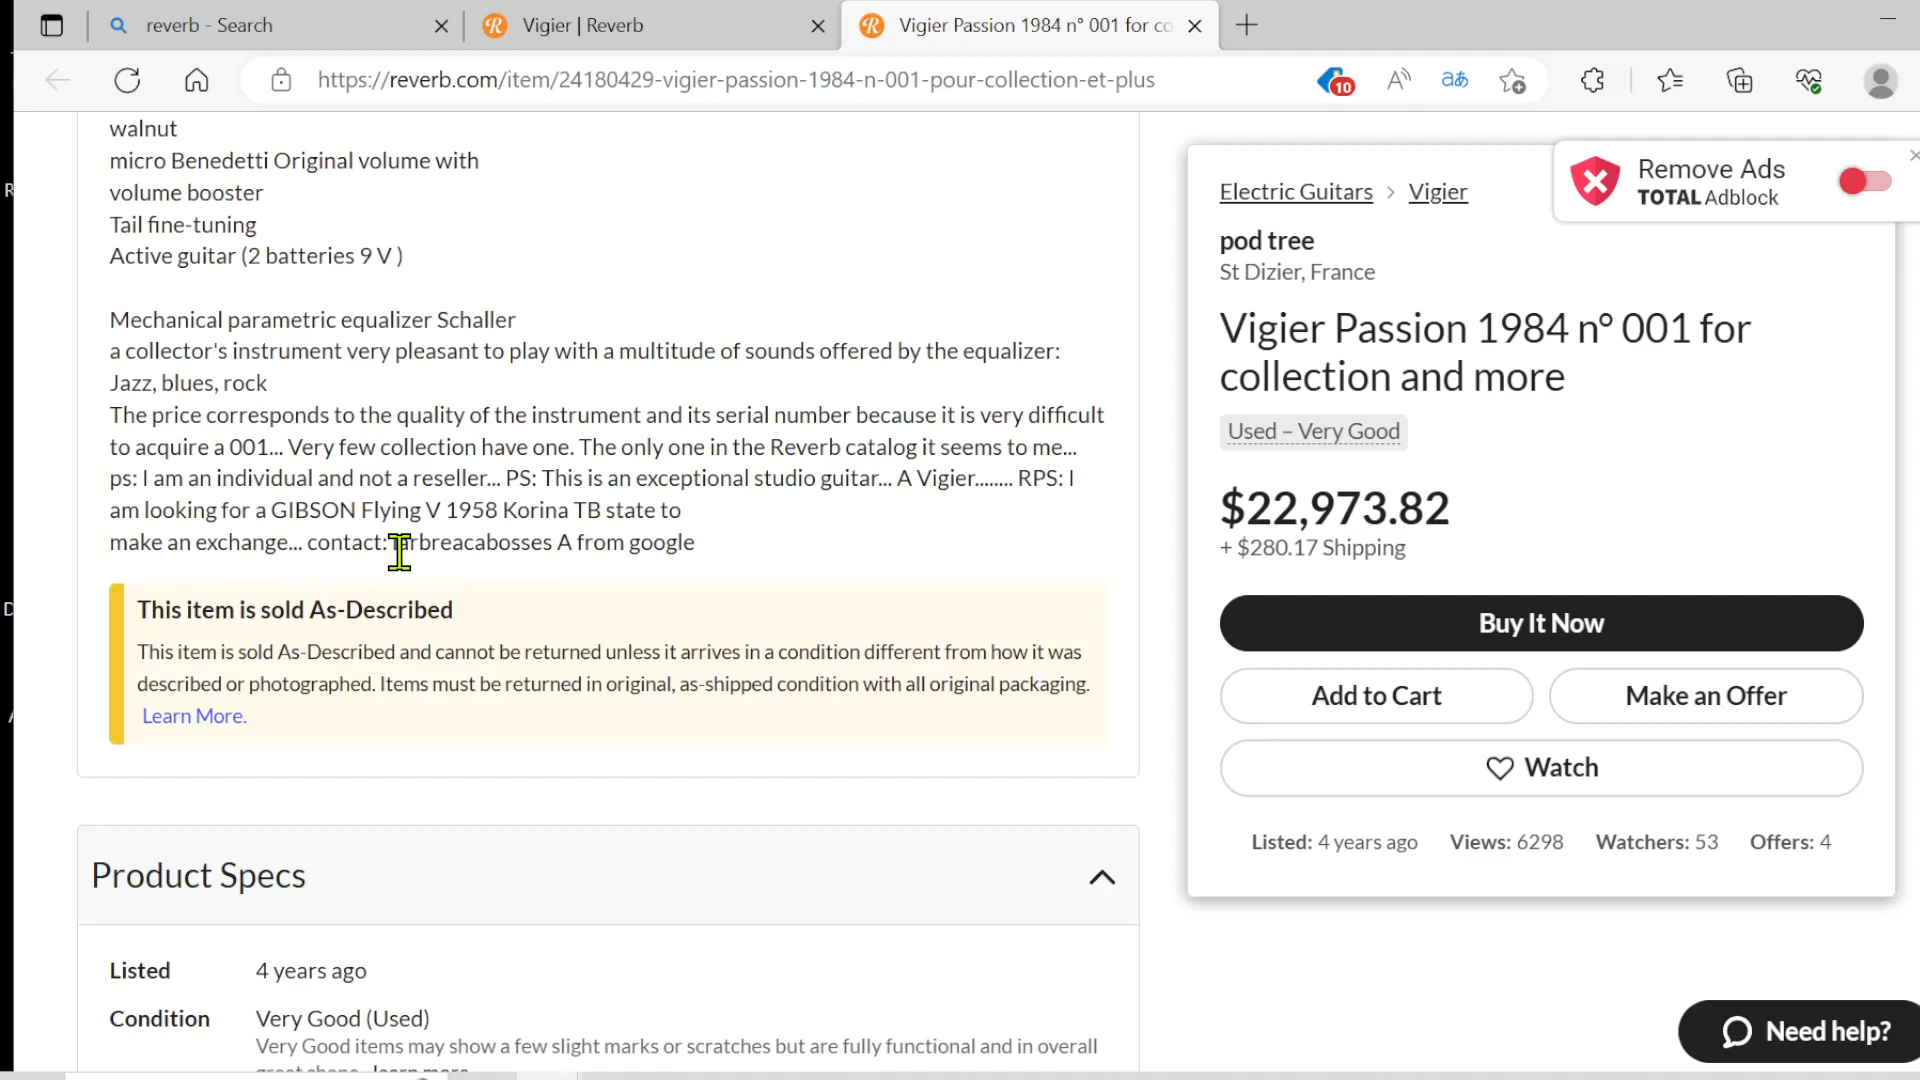 reverb - Search
Vigier | Reverb
Vigier Passion 1984 n° 001 for co
https://reverb.com/item/24180429-vigier-passion-1984-n-001-pour-collection-et-plus
10
walnut
micro Benedetti Original volume with
volume booster
Tail fine-tuning
Active guitar (2 batteries 9 V )
Mechanical parametric equalizer Schaller
a collector's instrument very pleasant to play with a multitude of sounds offered by the equalizer:
Jazz, blues, rock
The price corresponds to the quality of the instrument and its serial number because it is very difficult
to acquire a 001... Very few collection have one. The only one in the Reverb catalog it seems to me...
ps: I am an individual and not a reseller... PS: This is an exceptional studio guitar... A Vigier........ RPS: I
am looking for a GIBSON Flying V 1958 Korina TB state to
make an exchange... contact: A from google
This item is sold As-Described
This item is sold As-Described and cannot be returned unless it arrives in a condition different from how it was
described or photographed. Items must be returned in original, as-shipped condition with all original packaging.
Learn More.
Product Specs
Listed 4 years ago
Condition Very Good (Used)
Very Good items may show a few slight marks or scratches but are fully functional and in overall
Remove Ads
TOTAL Adblock
Electric Guitars > Vigier
pod tree
St Dizier, France
Vigier Passion 1984 n° 001 for
collection and more
Used – Very Good
$22,973.82
+ $280.17 Shipping
Buy It Now
Add to Cart
Make an Offer
Watch
Listed: 4 years ago Views: 6298 Watchers: 53 Offers: 4
Need help?